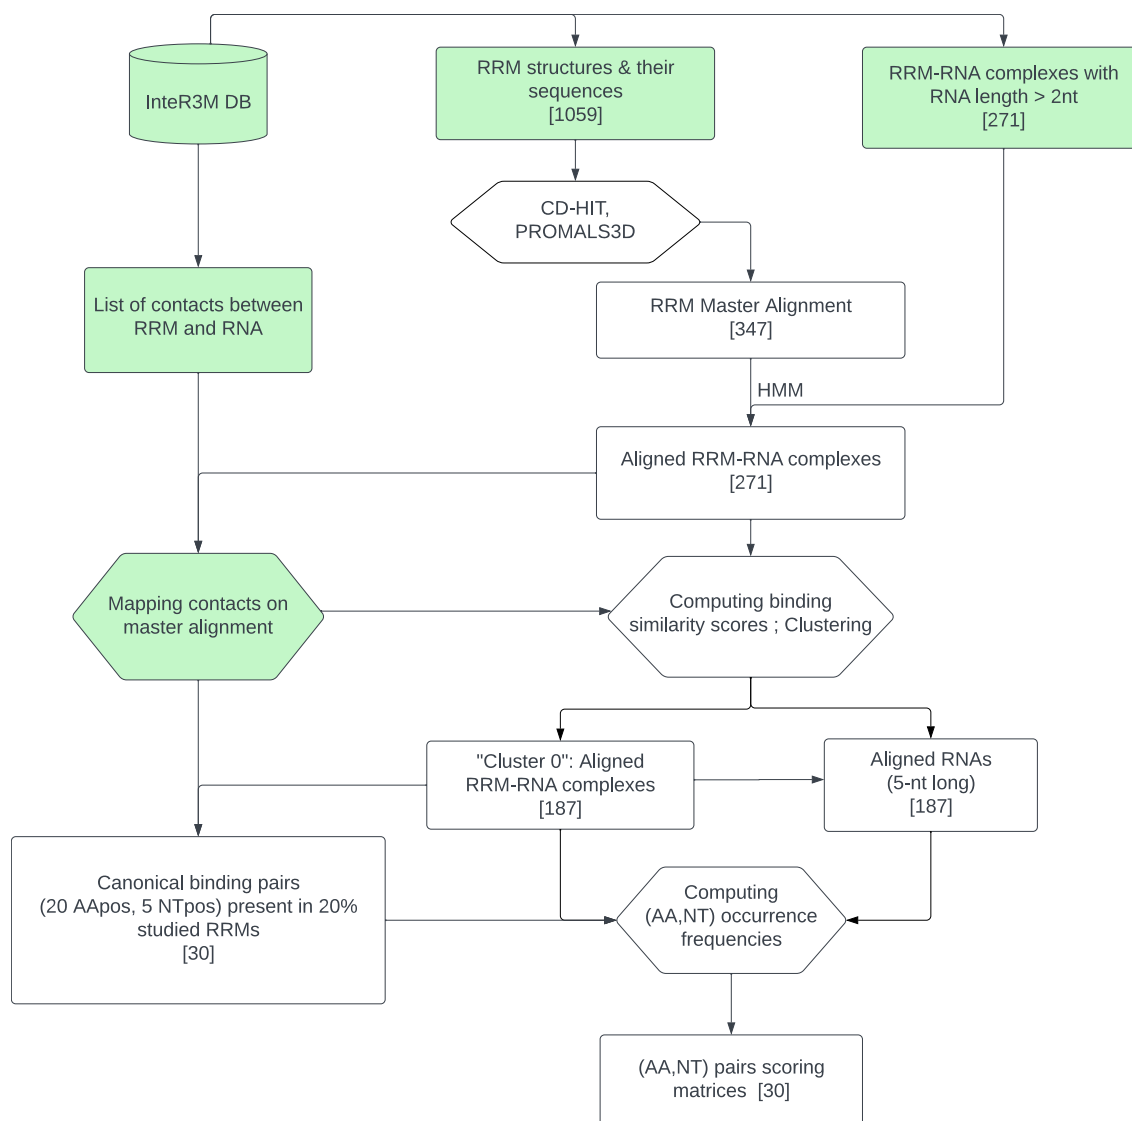 InteR3M DB
RRM structures & their
sequences
[1059]
RRM-RNA complexes with
RNA length > 2nt
[271]
CD-HIT,
PROMALS3D
List of contacts between
RRM and RNA
RRM Master Alignment
[347]
HMM
Aligned RRM-RNA complexes
[271]
Mapping contacts on
master alignment
Computing binding
similarity scores ; Clustering
"Cluster 0": Aligned
RRM-RNA complexes
[187]
Aligned RNAs
(5-nt long)
[187]
Canonical binding pairs
(20 AApos, 5 NTpos) present in 20%
studied RRMs
[30]
Computing
(AA,NT) occurrence
frequencies
(AA,NT) pairs scoring
matrices [30]